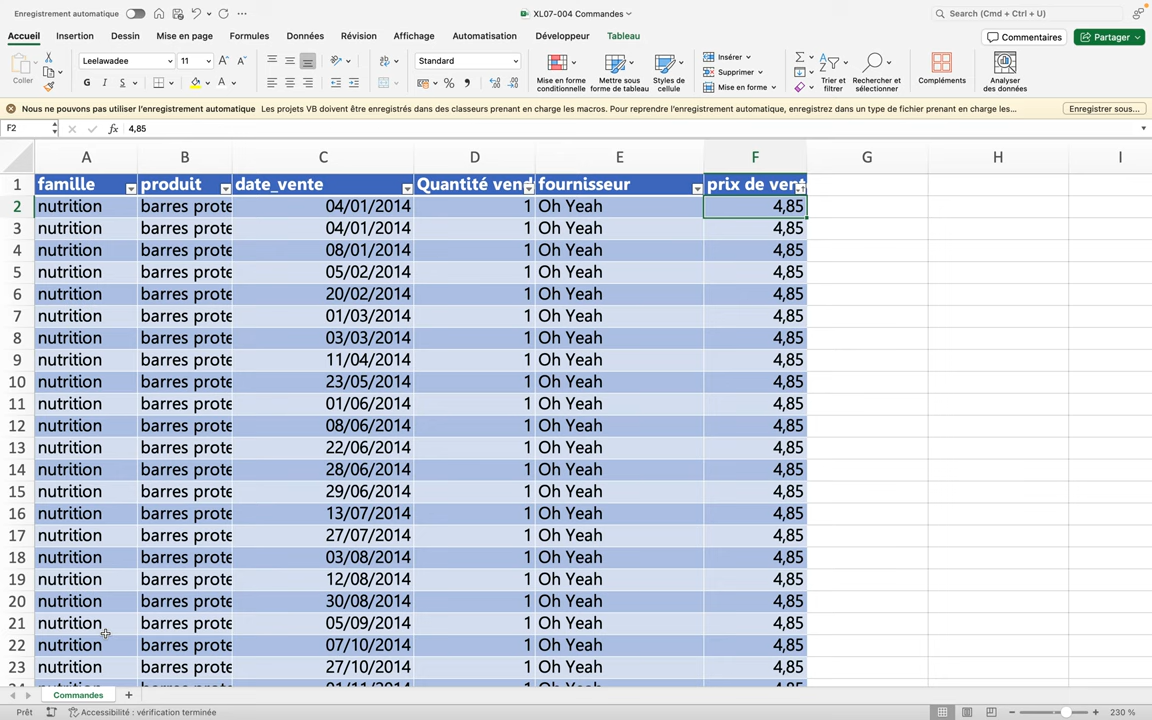 Enregistrement automatique XL07-004 Commandes Search (Cmd + Ctrl + U)
Accueil Insertion Dessin Mise en page Formules Données Révision Affichage Automatisation Développeur Tableau Commentaires Partager
Coller Leelawadee 11 A A Standard Insérer Supprimer Mise en forme
G I S % 000
Mise en forme conditionnelle Mettre sous forme de tableau Styles de cellule Trier et filtrer Rechercher et sélectionner Compléments Analyser des données
Nous ne pouvons pas utiliser l'enregistrement automatique Les projets VB doivent être enregistrés dans des classeurs prenant en charge les macros. Pour reprendre l'enregistrement automatique, enregistrez dans un type de fichier prenant en charge les... Enregistrer sous...
F2 fx 4,85
A B C D E F G H I
1 famille produit date_vente Quantité vend fournisseur prix de vent
2 nutrition barres prote 04/01/2014 1 Oh Yeah 4,85
3 nutrition barres prote 04/01/2014 1 Oh Yeah 4,85
4 nutrition barres prote 08/01/2014 1 Oh Yeah 4,85
5 nutrition barres prote 05/02/2014 1 Oh Yeah 4,85
6 nutrition barres prote 20/02/2014 1 Oh Yeah 4,85
7 nutrition barres prote 01/03/2014 1 Oh Yeah 4,85
8 nutrition barres prote 03/03/2014 1 Oh Yeah 4,85
9 nutrition barres prote 11/04/2014 1 Oh Yeah 4,85
10 nutrition barres prote 23/05/2014 1 Oh Yeah 4,85
11 nutrition barres prote 01/06/2014 1 Oh Yeah 4,85
12 nutrition barres prote 08/06/2014 1 Oh Yeah 4,85
13 nutrition barres prote 22/06/2014 1 Oh Yeah 4,85
14 nutrition barres prote 28/06/2014 1 Oh Yeah 4,85
15 nutrition barres prote 29/06/2014 1 Oh Yeah 4,85
16 nutrition barres prote 13/07/2014 1 Oh Yeah 4,85
17 nutrition barres prote 27/07/2014 1 Oh Yeah 4,85
18 nutrition barres prote 03/08/2014 1 Oh Yeah 4,85
19 nutrition barres prote 12/08/2014 1 Oh Yeah 4,85
20 nutrition barres prote 30/08/2014 1 Oh Yeah 4,85
21 nutrition barres prote 05/09/2014 1 Oh Yeah 4,85
22 nutrition barres prote 07/10/2014 1 Oh Yeah 4,85
23 nutrition barres prote 27/10/2014 1 Oh Yeah 4,85
Commandes
Prêt Accessibilité : vérification terminée 230 %